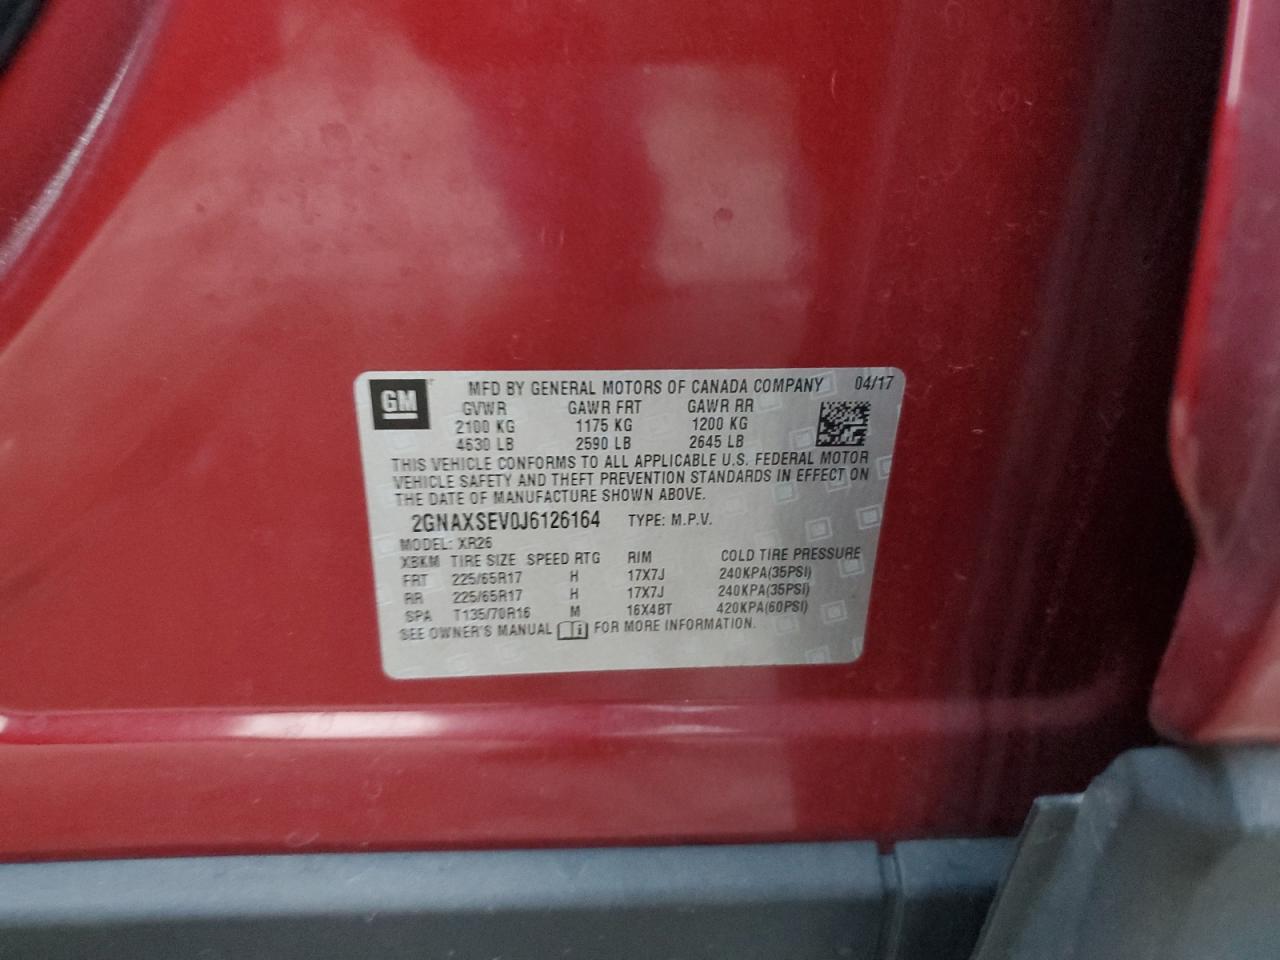 GM MFD BY GENERAL MOTORS OF CANADA COMPANY 04/17
GVWR GAWR FRT GAWR RR
2100 KG 1175 KG 1200 KG
4630 LB 2590 LB 2645 LB
THIS VEHICLE CONFORMS TO ALL APPLICABLE U.S. FEDERAL MOTOR
VEHICLE SAFETY AND THEFT PREVENTION STANDARDS IN EFFECT ON
THE DATE OF MANUFACTURE SHOWN ABOVE.
2GNAXSEV0J6126164 TYPE: M.P.V.
MODEL: XR26
XBKM TIRE SIZE SPEED RTG RIM COLD TIRE PRESSURE
FRT 225/65R17 H 17X7J 240KPA(35PSI)
RR 225/65R17 H 17X7J 240KPA(35PSI)
SPA T135/70R16 M 16X4BT 420KPA(60PSI)
SEE OWNER'S MANUAL FOR MORE INFORMATION.